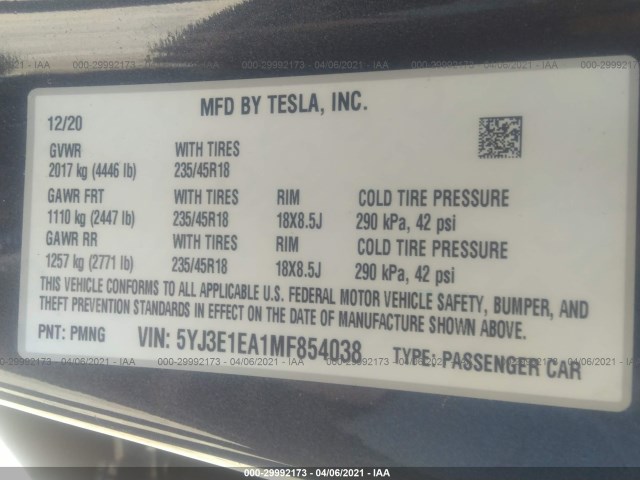 000-29992173 - 04/06/2021 - IAA
MFD BY TESLA, INC.
12/20
GVWR WITH TIRES
2017 kg (4446 lb) 235/45R18
GAWR FRT WITH TIRES RIM COLD TIRE PRESSURE
1110 kg (2447 lb) 235/45R18 18X8.5J 290 kPa, 42 psi
GAWR RR WITH TIRES RIM COLD TIRE PRESSURE
1257 kg (2771 lb) 235/45R18 18X8.5J 290 kPa, 42 psi
THIS VEHICLE CONFORMS TO ALL APPLICABLE U.S. FEDERAL MOTOR VEHICLE SAFETY, BUMPER, AND
THEFT PREVENTION STANDARDS IN EFFECT ON THE DATE OF MANUFACTURE SHOWN ABOVE.
PNT: PMNG VIN: 5YJ3E1EA1MF854038 TYPE: PASSENGER CAR
000-29992173 - 04/06/2021 - IAA